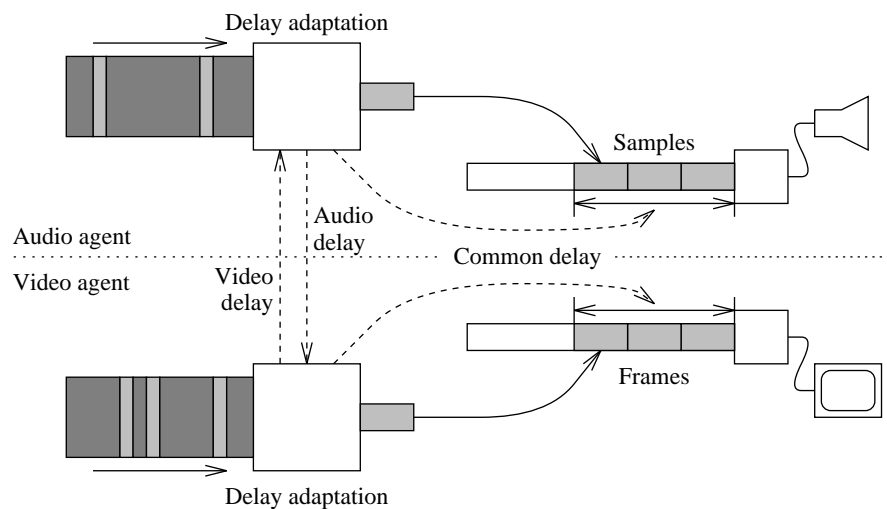 Delay adaptation
Samples
Audio
delay
Audio agent
Common delay
Video agent
Video
delay
Frames
Delay adaptation